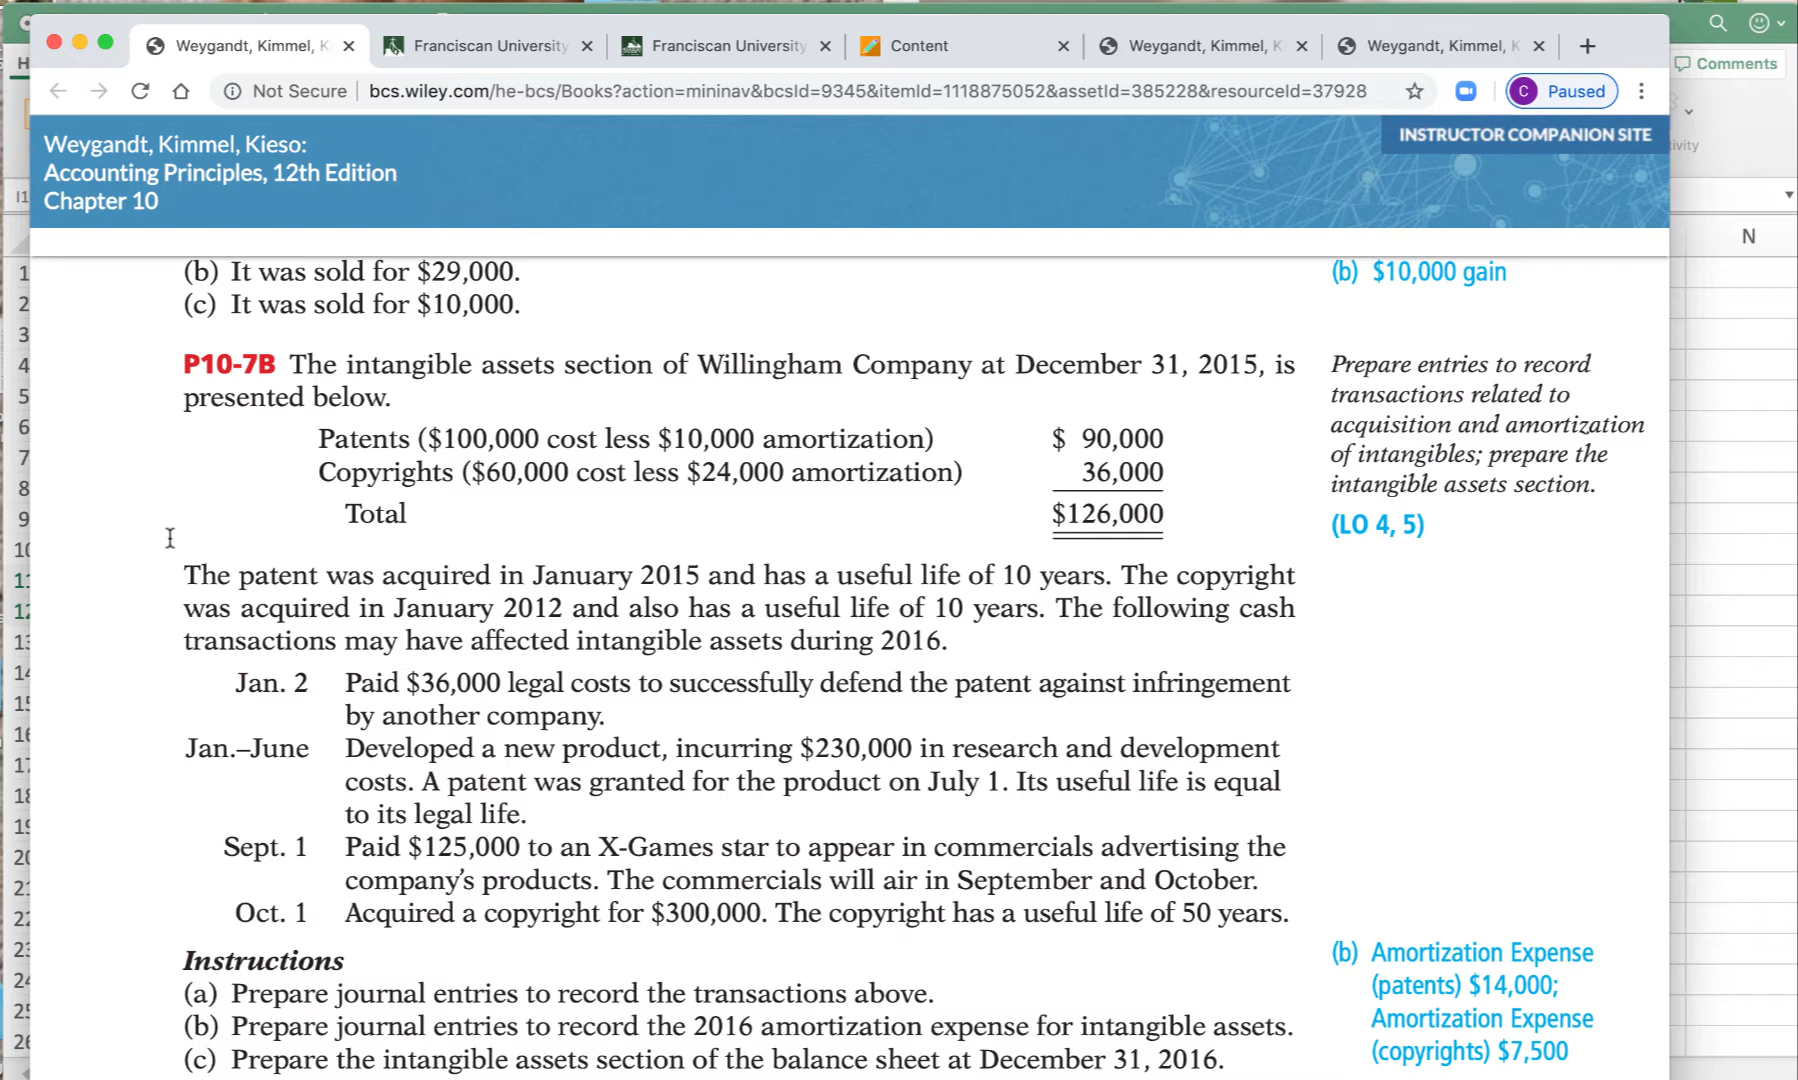 Weygandt, Kimmel, K
Franciscan University
Franciscan University
Content
Weygandt, Kimmel, K
Weygandt, Kimmel, K
Comments
Not Secure
bcs.wiley.com/he-bcs/Books?action=mininav&bcsId=9345&itemId=1118875052&assetId=385228&resourceId=37928
C Paused
Weygandt, Kimmel, Kieso:
Accounting Principles, 12th Edition
Chapter 10
INSTRUCTOR COMPANION SITE
N
(b) It was sold for $29,000.
(c) It was sold for $10,000.
(b) $10,000 gain
P10-7B The intangible assets section of Willingham Company at December 31, 2015, is
presented below.
Patents ($100,000 cost less $10,000 amortization) $ 90,000
Copyrights ($60,000 cost less $24,000 amortization) 36,000
Total $126,000
Prepare entries to record
transactions related to
acquisition and amortization
of intangibles; prepare the
intangible assets section.
(LO 4, 5)
The patent was acquired in January 2015 and has a useful life of 10 years. The copyright
was acquired in January 2012 and also has a useful life of 10 years. The following cash
transactions may have affected intangible assets during 2016.
Jan. 2 Paid $36,000 legal costs to successfully defend the patent against infringement
by another company.
Jan.–June Developed a new product, incurring $230,000 in research and development
costs. A patent was granted for the product on July 1. Its useful life is equal
to its legal life.
Sept. 1 Paid $125,000 to an X-Games star to appear in commercials advertising the
company's products. The commercials will air in September and October.
Oct. 1 Acquired a copyright for $300,000. The copyright has a useful life of 50 years.
Instructions
(a) Prepare journal entries to record the transactions above.
(b) Prepare journal entries to record the 2016 amortization expense for intangible assets.
(c) Prepare the intangible assets section of the balance sheet at December 31, 2016.
(b) Amortization Expense
(patents) $14,000;
Amortization Expense
(copyrights) $7,500
1
2
3
4
5
6
7
8
9